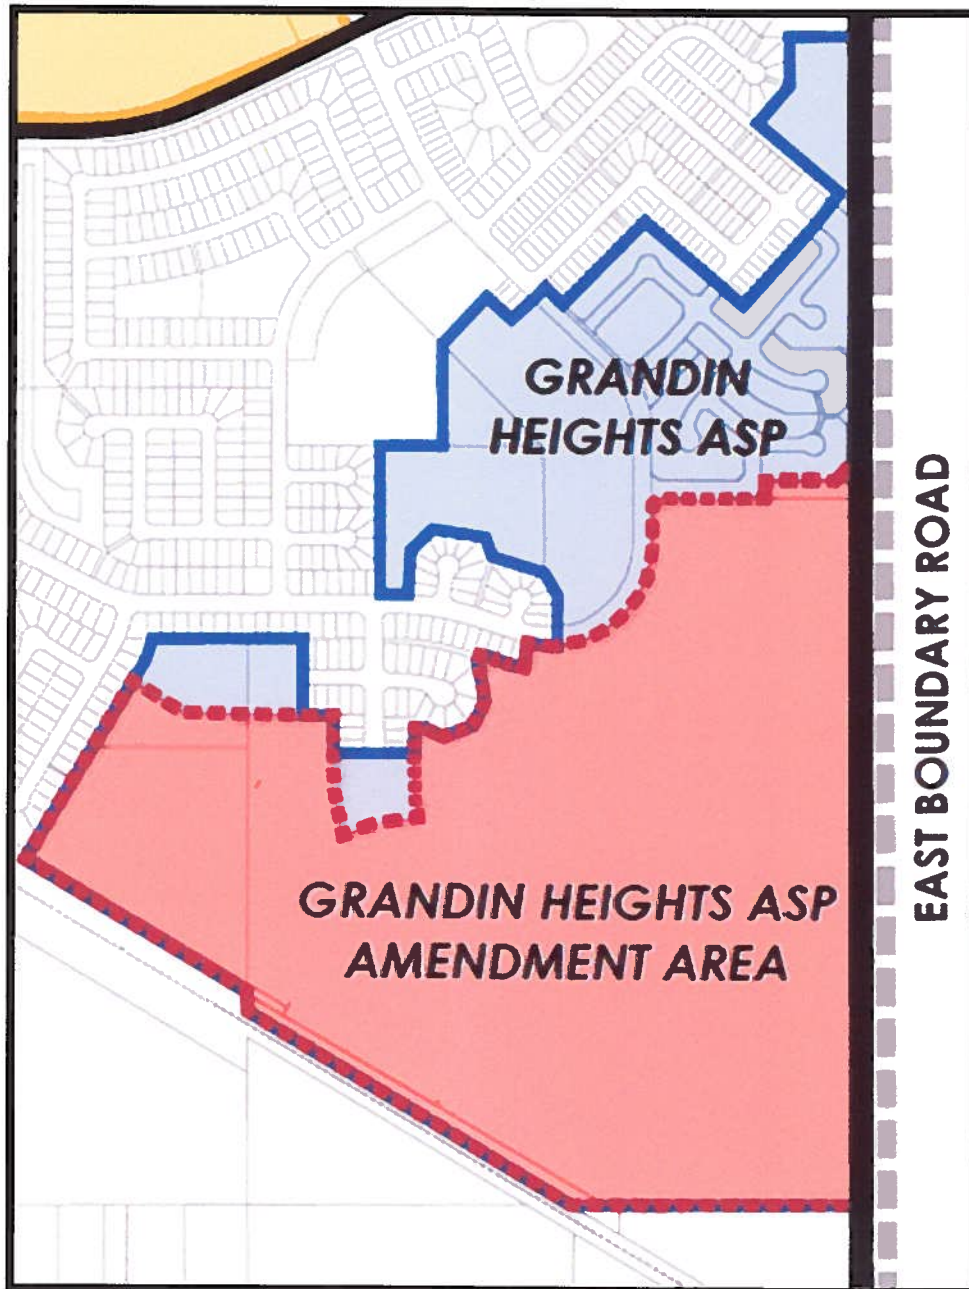 GRANDIN
HEIGHTS ASP
GRANDIN HEIGHTS ASP
AMENDMENT AREA
EAST BOUNDARY ROAD